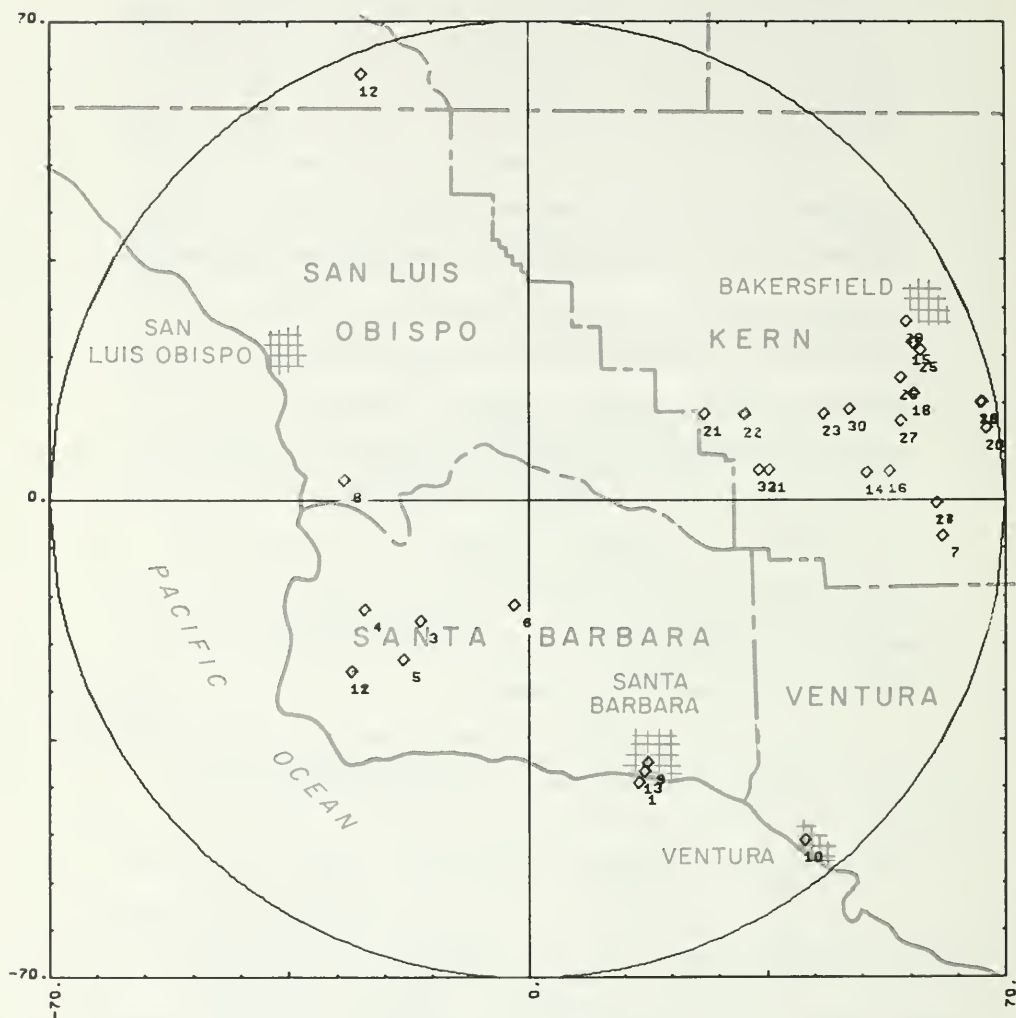 70.
12
SAN LUIS
OBISPO
SAN
LUIS OBISPO
BAKERSFIELD
KERN
15
25
18
21
22
23
30
27
20
8
14
16
7
0.
PACIFIC
OCEAN
4
3
6
SANTA BARBARA
12
5
SANTA
BARBARA
VENTURA
9
13
1
VENTURA
10
-70.
-70.
0.
70.